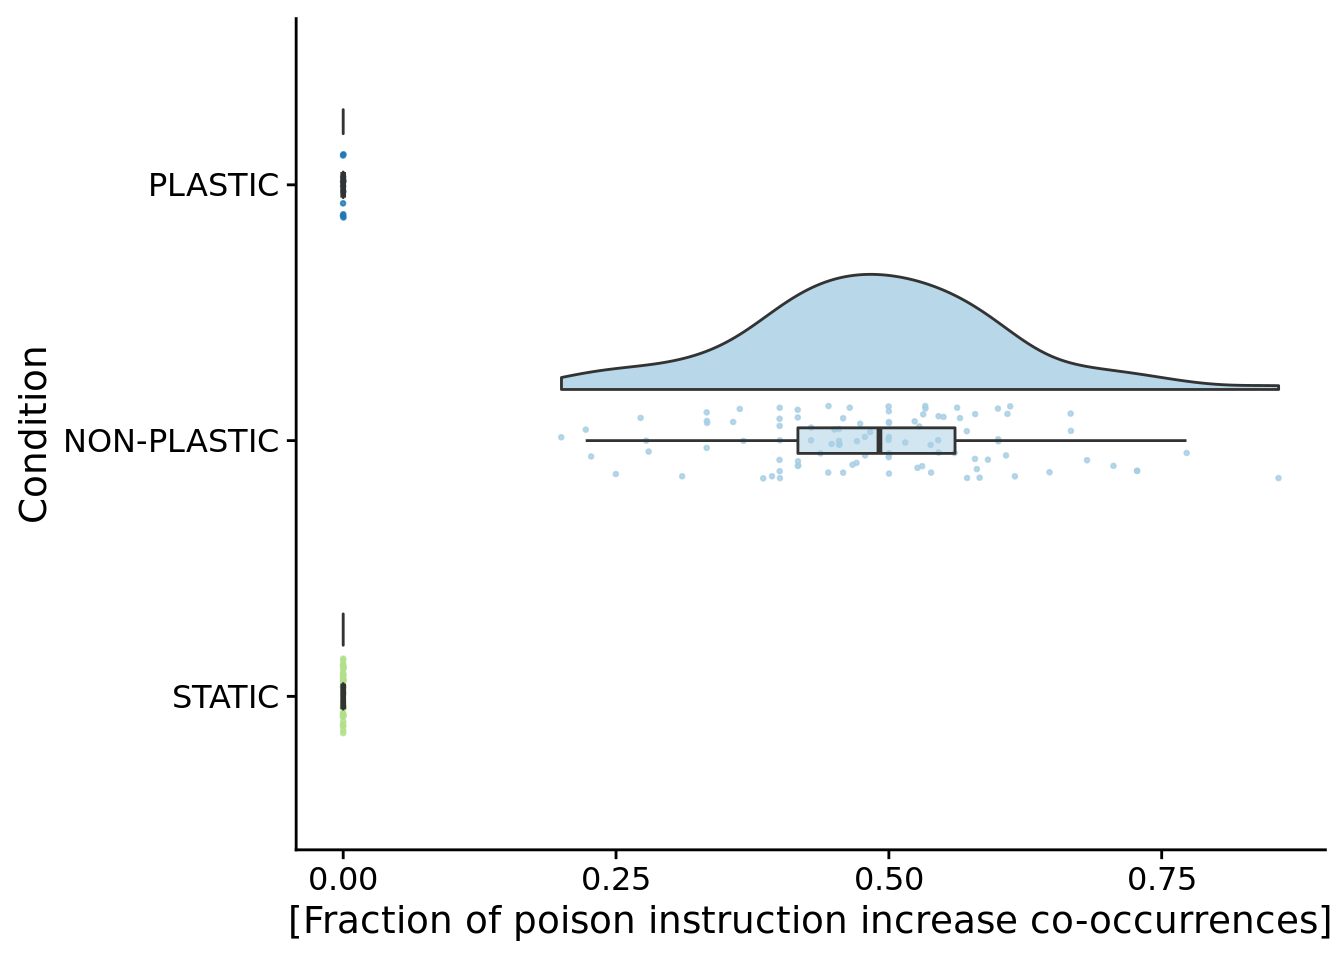 PLASTIC
NON-PLASTIC
STATIC
Condition
0.00 0.25 0.50 0.75
[Fraction of poison instruction increase co-occurrences]